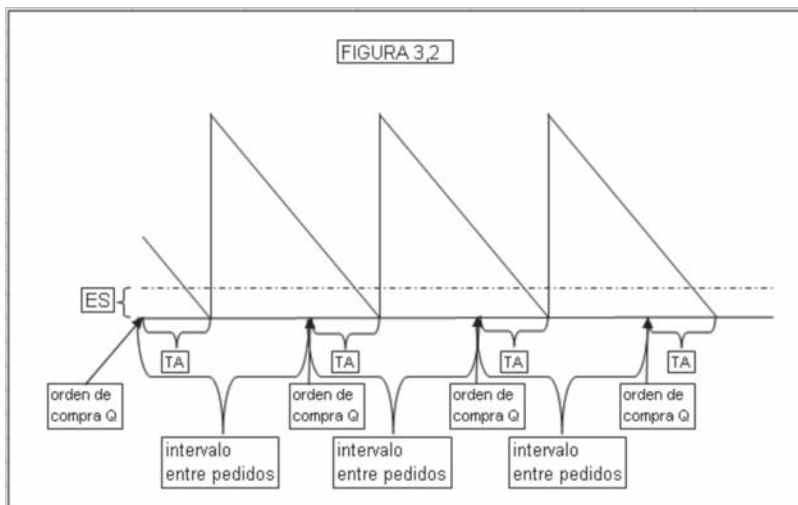 FIGURA 3,2
ES
TA
TA
TA
TA
orden de
compra Q
orden de
compra Q
orden de
compra Q
orden de
compra Q
intervalo
entre pedidos
intervalo
entre pedidos
intervalo
entre pedidos